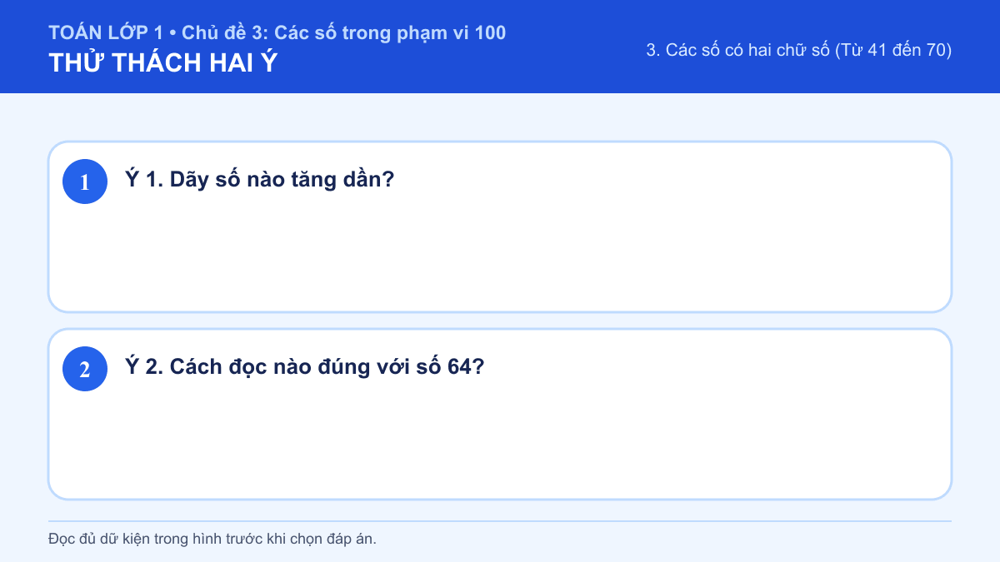 TOÁN LỚP 1 • Chủ đề 3: Các số trong phạm vi 100
THỬ THÁCH HAI Ý
3. Các số có hai chữ số (Từ 41 đến 70)
1
Ý 1. Dãy số nào tăng dần?
2
Ý 2. Cách đọc nào đúng với số 64?
Đọc đủ dữ kiện trong hình trước khi chọn đáp án.